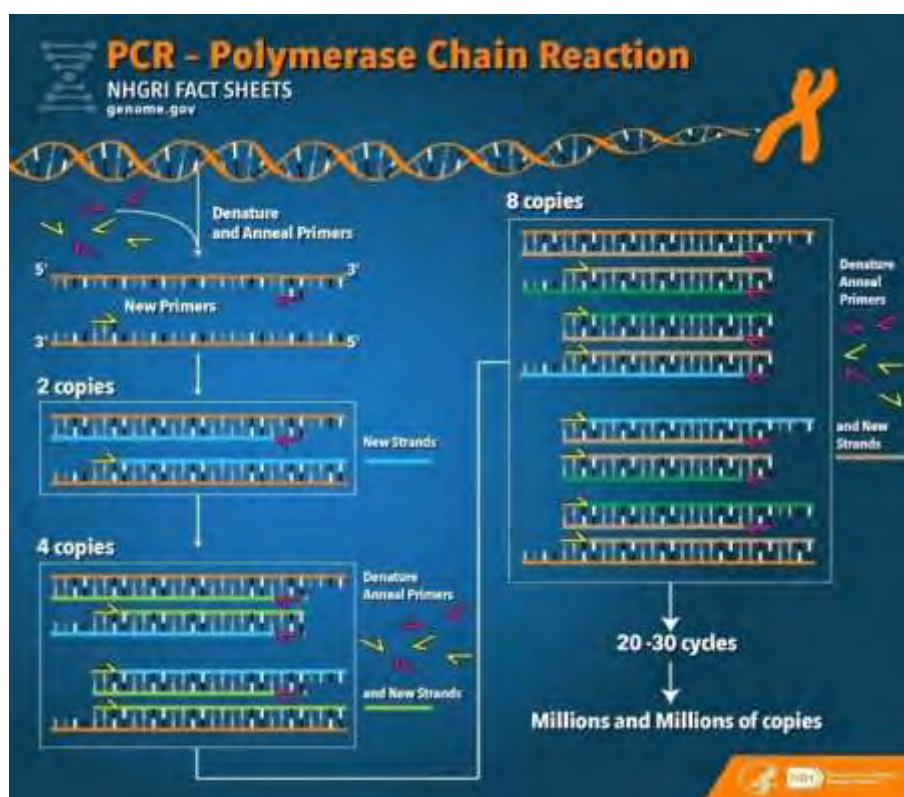 PCR - Polymerase Chain Reaction
NHGRI FACT SHEETS
genome.gov
Denature
and Anneal Primers
5'
3'
New Primers
3'
5'
2 copies
New Strands
4 copies
Denature
Anneal Primers
and New Strands
8 copies
Denature
Anneal
Primers
and New
Strands
20 -30 cycles
Millions and Millions of copies
NIH